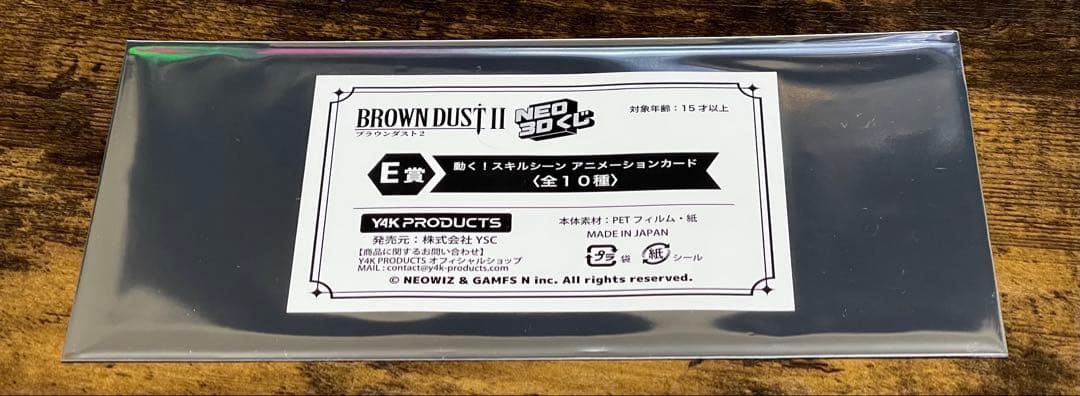 BROWN DUST II
ブラウンダスト2
NEO
3Dくじ
対象年齢:15才以上
E賞
動く!スキルシーン アニメーションカード
〈全10種〉
Y4K PRODUCTS
発売元:株式会社 YSC
【商品に関するお問い合わせ】
Y4K PRODUCTS オフィシャルショップ
MAIL : contact@y4k-products.com
本体素材:PETフィルム・紙
MADE IN JAPAN
プラ 袋
紙 シール
© NEOWIZ & GAMFS N inc. All rights reserved.